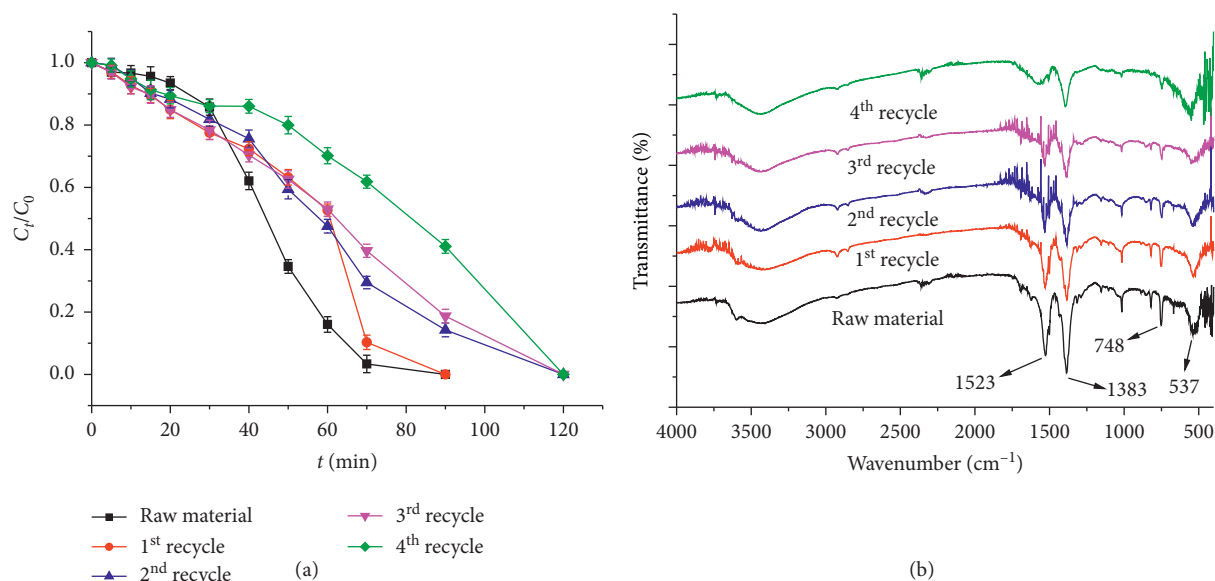 (a)
(b)
1.0
0.8
0.6
0.4
0.2
0.0
Cₜ/C₀
0 20 40 60 80 100 120
t (min)
Raw material
1st recycle
2nd recycle
3rd recycle
4th recycle
(a)
Transmittance (%)
4th recycle
3rd recycle
2nd recycle
1st recycle
Raw material
1523
1383
748
537
4000 3500 3000 2500 2000 1500 1000 500
Wavenumber (cm⁻¹)
(b)